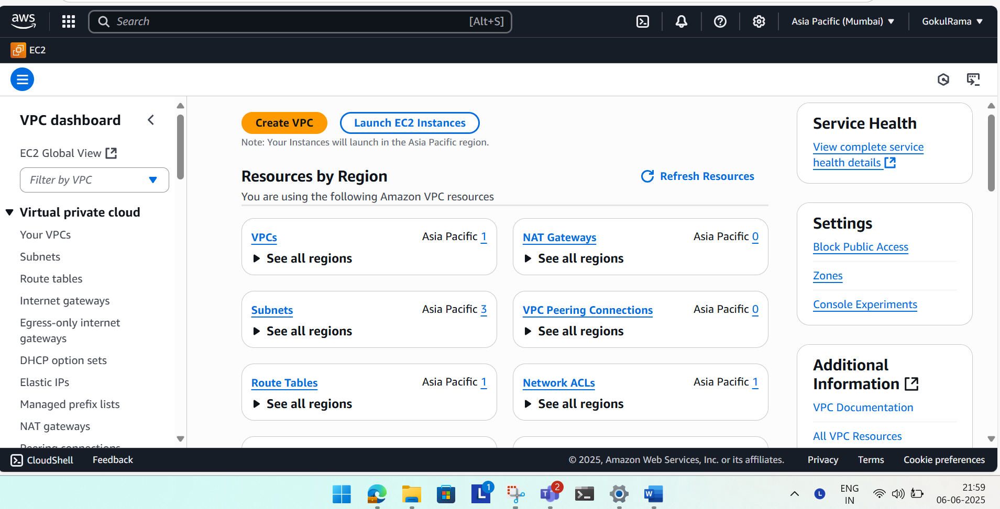 aws
Search [Alt+S]
Asia Pacific (Mumbai)
GokulRama
EC2
VPC dashboard
EC2 Global View
Filter by VPC
Virtual private cloud
Your VPCs
Subnets
Route tables
Internet gateways
Egress-only internet
gateways
DHCP option sets
Elastic IPs
Managed prefix lists
NAT gateways
Peering connections
Create VPC
Launch EC2 Instances
Note: Your Instances will launch in the Asia Pacific region.
Resources by Region
Refresh Resources
You are using the following Amazon VPC resources
VPCs
Asia Pacific 1
See all regions
NAT Gateways
Asia Pacific 0
See all regions
Subnets
Asia Pacific 3
See all regions
VPC Peering Connections
Asia Pacific 0
See all regions
Route Tables
Asia Pacific 1
See all regions
Network ACLs
Asia Pacific 1
See all regions
Service Health
View complete service
health details
Settings
Block Public Access
Zones
Console Experiments
Additional
Information
VPC Documentation
All VPC Resources
CloudShell
Feedback
© 2025, Amazon Web Services, Inc. or its affiliates.
Privacy
Terms
Cookie preferences
L
1
T
2
W
L
ENG
IN
21:59
06-06-2025